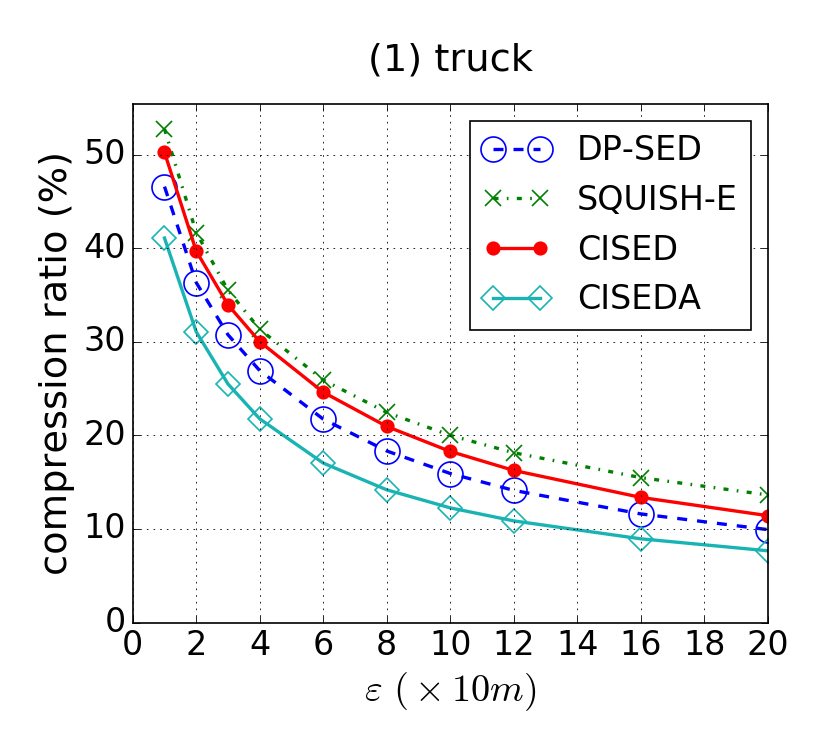 (1) truck
compression ratio (%)
50
40
30
20
10
0
DP-SED
SQUISH-E
CISED
CISEDA
0 2 4 6 8 10 12 14 16 18 20
ε (×10m)